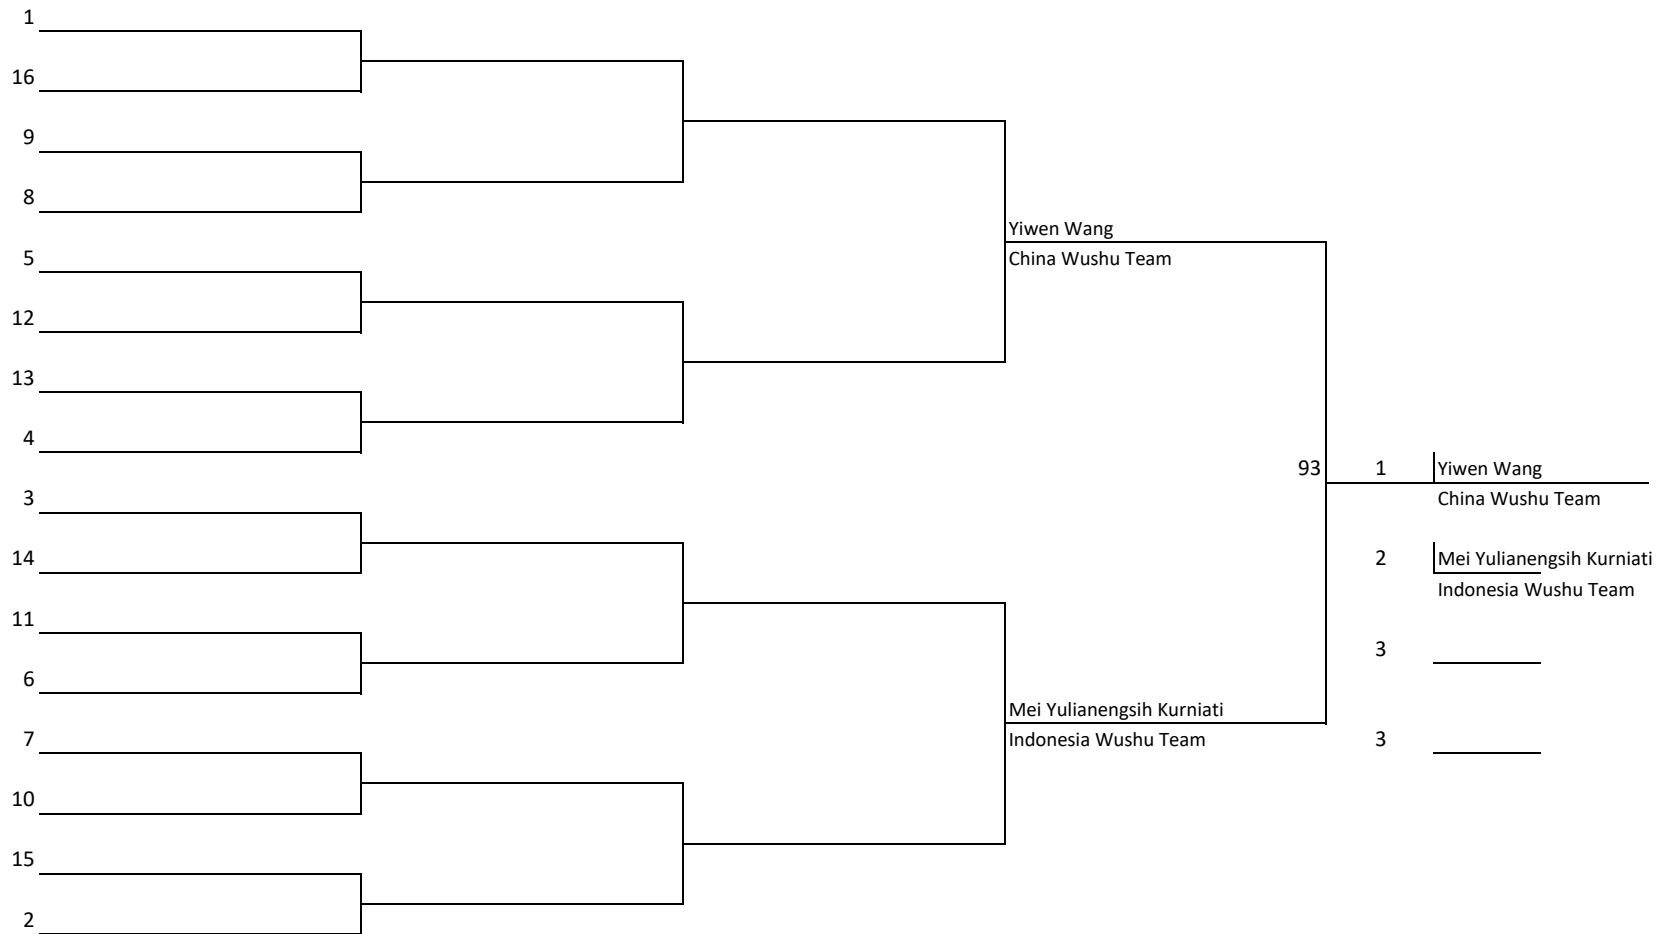 1
16
9
8
Yiwen Wang
5
China Wushu Team
12
13
4
93 1 Yiwen Wang
3
China Wushu Team
14
2 Mei Yulianengsih Kurniati
Indonesia Wushu Team
11
3
6
Mei Yulianengsih Kurniati
7
Indonesia Wushu Team
3
10
15
2